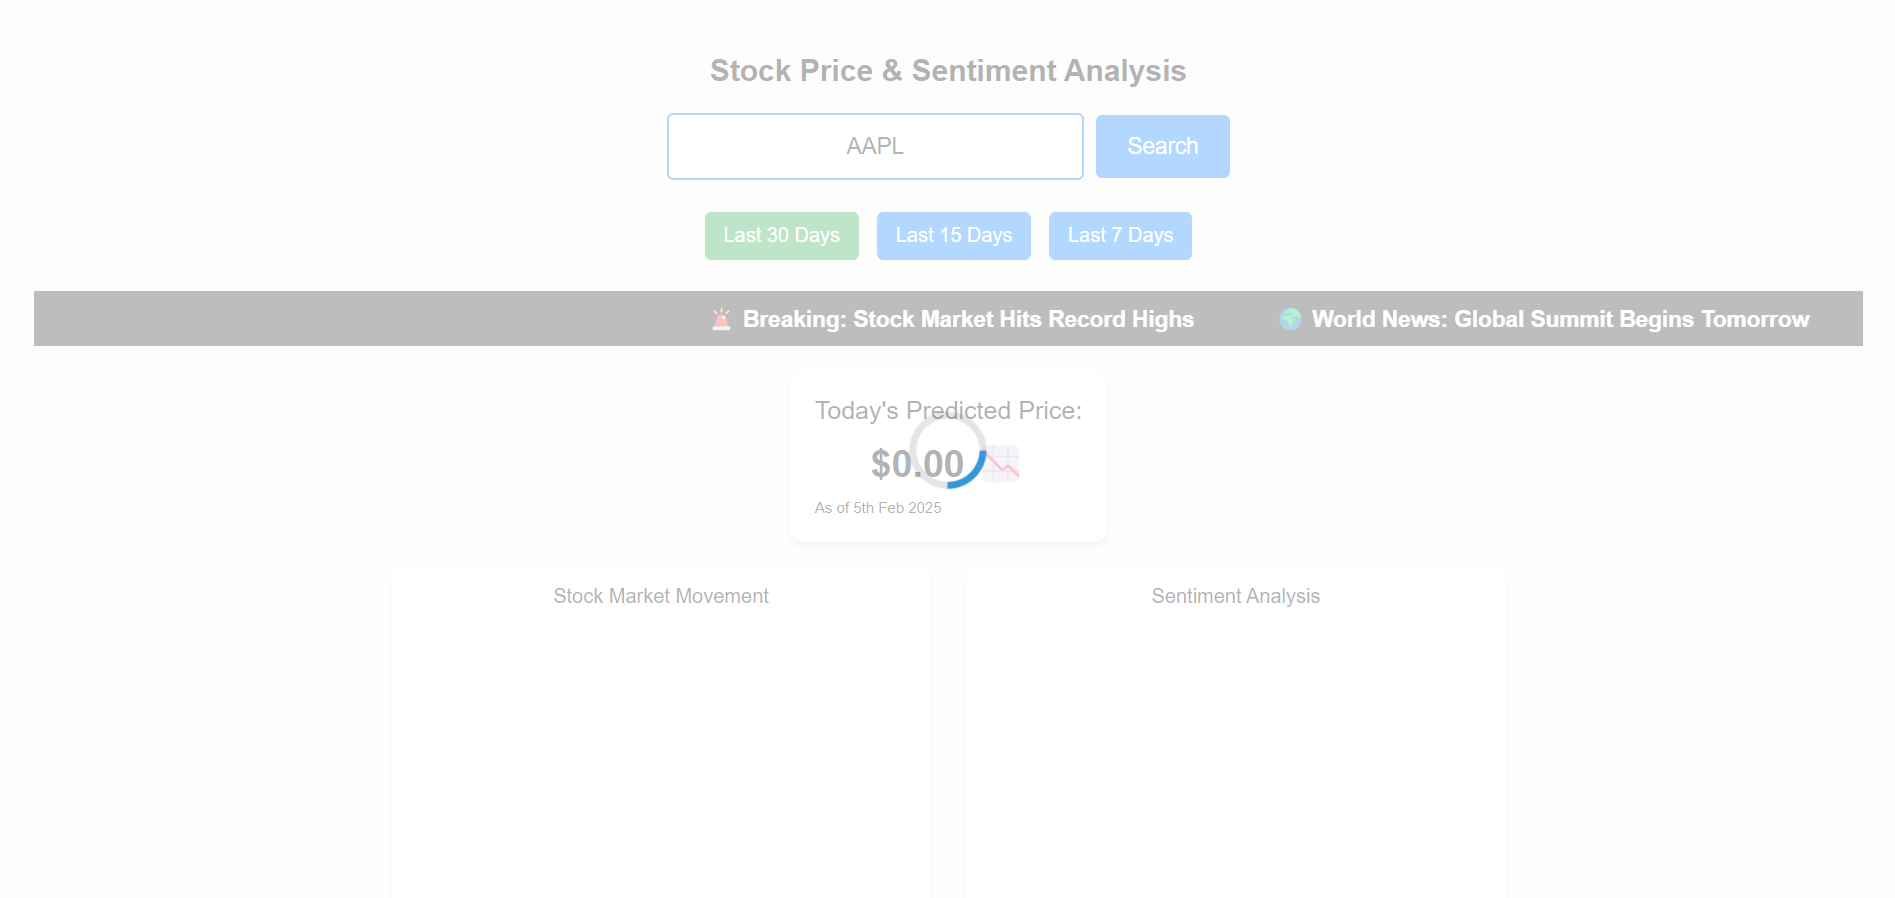 Stock Price & Sentiment Analysis
AAPL
Search
Last 30 Days
Last 15 Days
Last 7 Days
🚨 Breaking: Stock Market Hits Record Highs
🌍 World News: Global Summit Begins Tomorrow
Today's Predicted Price:
$0.00 📉
As of 5th Feb 2025
Stock Market Movement
Sentiment Analysis